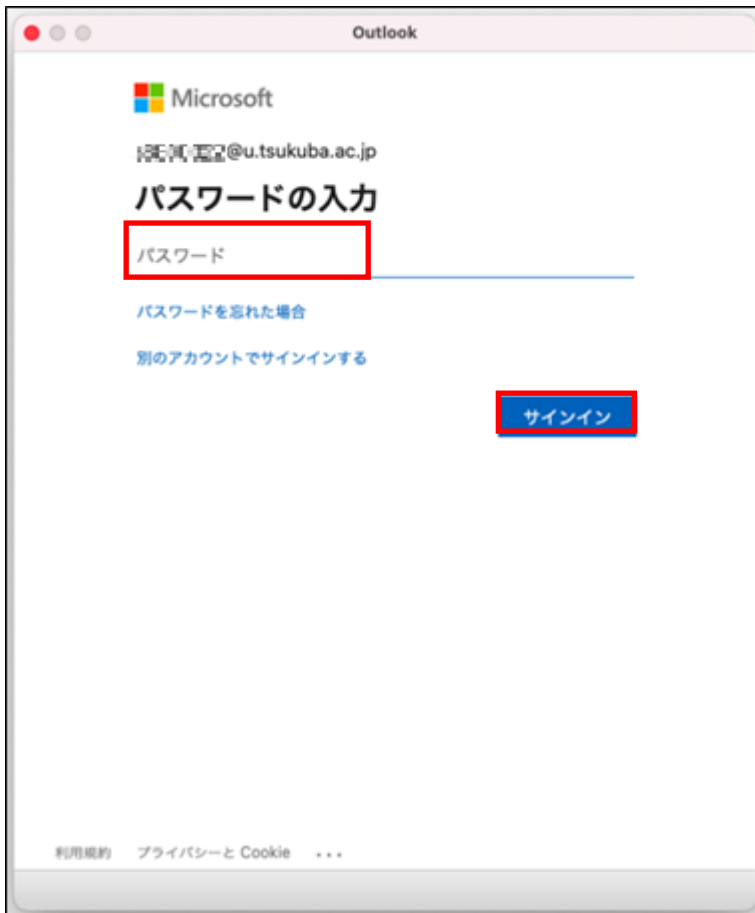 Outlook
Microsoft
@u.tsukuba.ac.jp
パスワードの入力
パスワード
パスワードを忘れた場合
別のアカウントでサインインする
サインイン
利用規約 プライバシーと Cookie ...